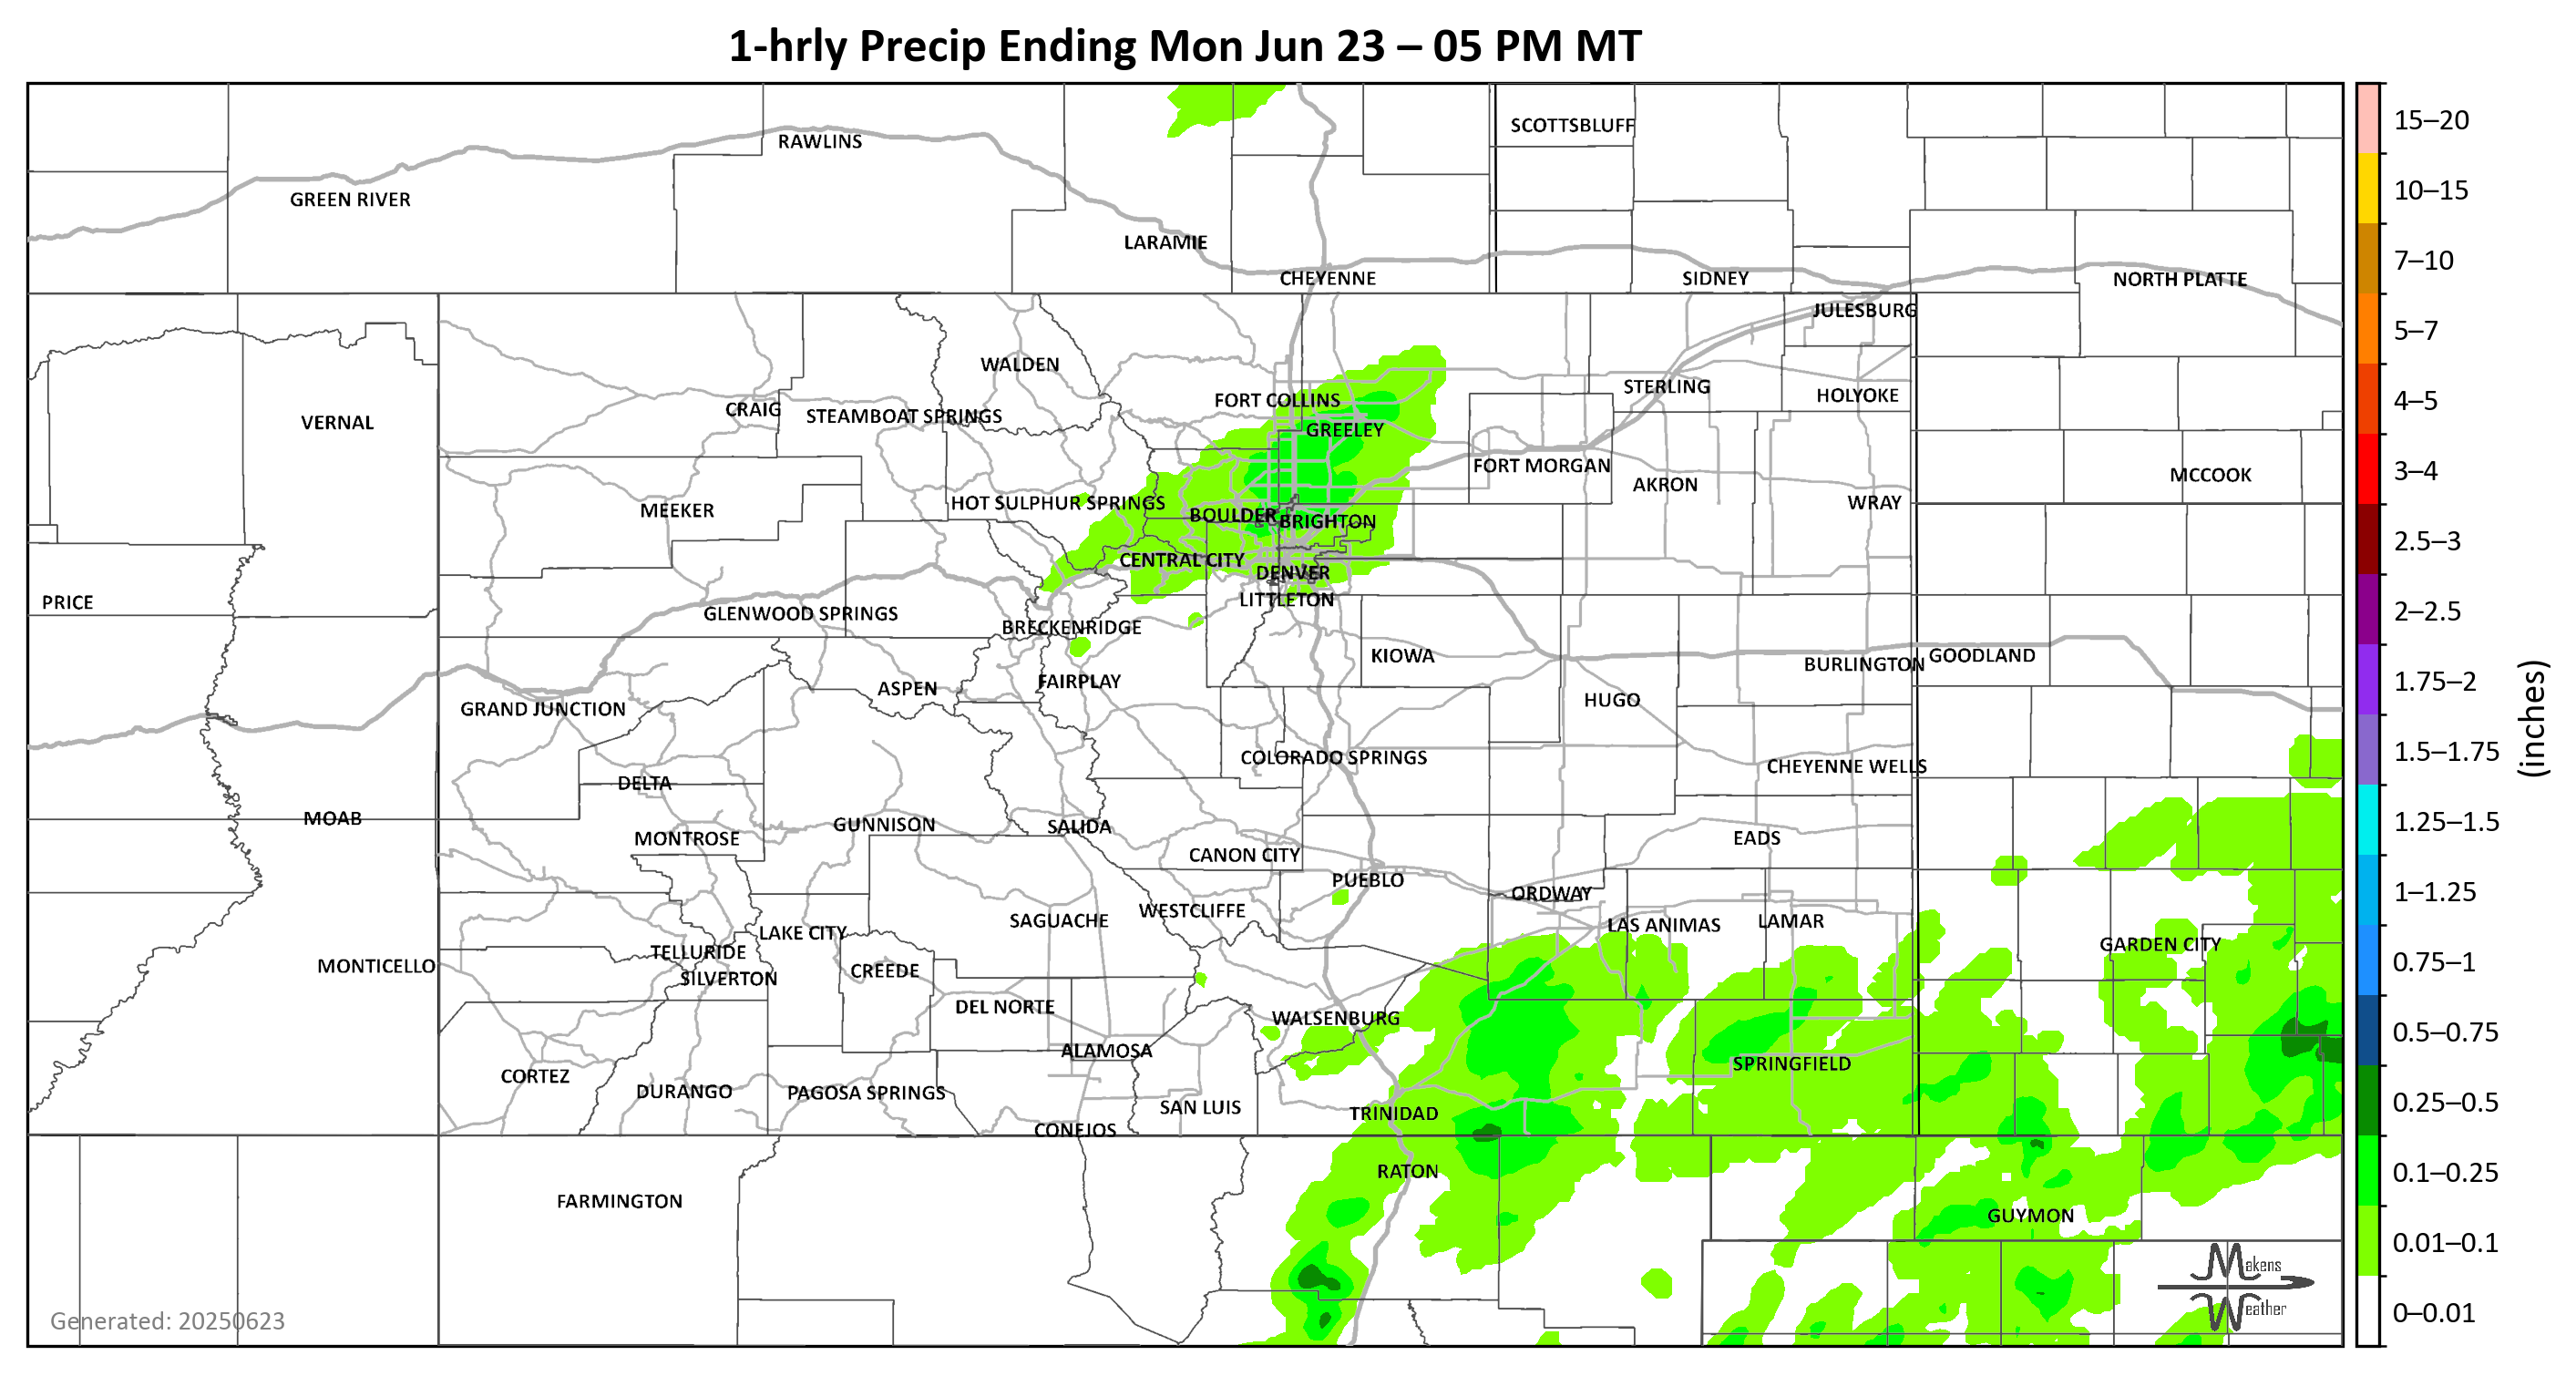 1-hrly Precip Ending Mon Jun 23 – 05 PM MT
SCOTTSBLUFF
RAWLINS
GREEN RIVER
LARAMIE
CHEYENNE
SIDNEY
NORTH PLATTE
JULESBURG
WALDEN
STERLING
HOLYOKE
FORT COLLINS
CRAIG
STEAMBOAT SPRINGS
VERNAL
GREELEY
FORT MORGAN
MCCOOK
AKRON
HOT SULPHUR SPRINGS
WRAY
MEEKER
BOULDER
BRIGHTON
CENTRAL CITY
DENVER
LITTLETON
PRICE
GLENWOOD SPRINGS
BRECKENRIDGE
KIOWA
GOODLAND
BURLINGTON
FAIRPLAY
ASPEN
HUGO
GRAND JUNCTION
COLORADO SPRINGS
CHEYENNE WELLS
DELTA
MOAB
GUNNISON
SALIDA
MONTROSE
EADS
CANON CITY
PUEBLO
ORDWAY
WESTCLIFFE
SAGUACHE
LAS ANIMAS
LAMAR
LAKE CITY
GARDEN CITY
TELLURIDE
MONTICELLO
CREEDE
SILVERTON
DEL NORTE
WALSENBURG
ALAMOSA
SPRINGFIELD
CORTEZ
DURANGO
PAGOSA SPRINGS
SAN LUIS
TRINIDAD
CONEJOS
RATON
FARMINGTON
GUYMON
Makens
Weather
Generated: 20250623
15–20
10–15
7–10
5–7
4–5
3–4
2.5–3
2–2.5
1.75–2
1.5–1.75
1.25–1.5
1–1.25
0.75–1
0.5–0.75
0.25–0.5
0.1–0.25
0.01–0.1
0–0.01
(inches)